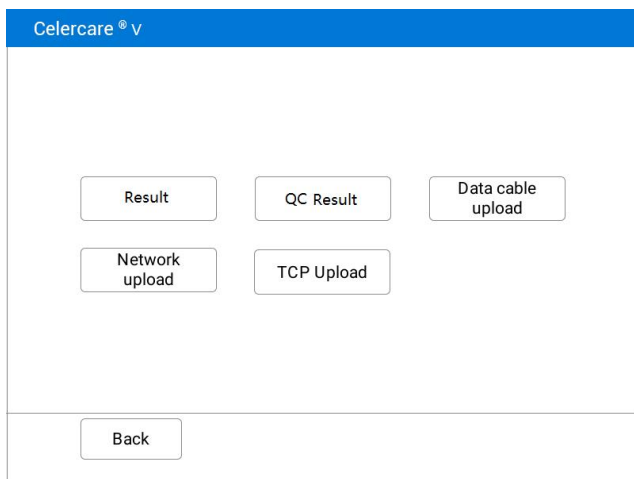 Celercare ® V
Result
QC Result
Data cable
upload
Network
upload
TCP Upload
Back